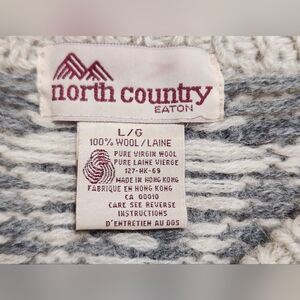 north country
EATON
L/G
100% WOOL/LAINE
PURE VIRGIN WOOL
PURE LAINE VIERGE
127-HK-69
MADE IN HONG KONG
FABRIQUE EN HONG KONG
CA 00010
CARE SEE REVERSE
INSTRUCTIONS
D'ENTRETIEN AU DOS